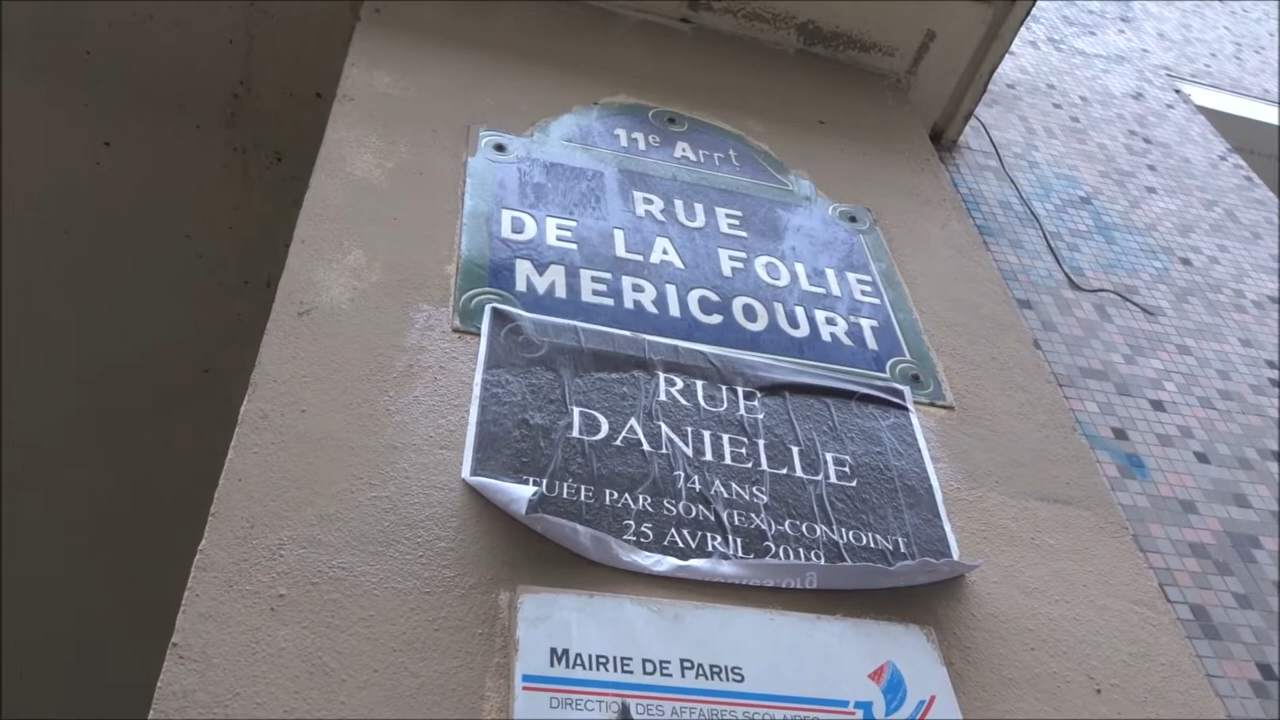 11e Arrt
RUE
DE LA FOLIE
MERICOURT
RUE
DANIELLE
74 ANS
TUÉE PAR SON (EX)-CONJOINT
25 AVRIL 2019
MAIRIE DE PARIS
DIRECTION DES AFFAIRES SCOLAIRES